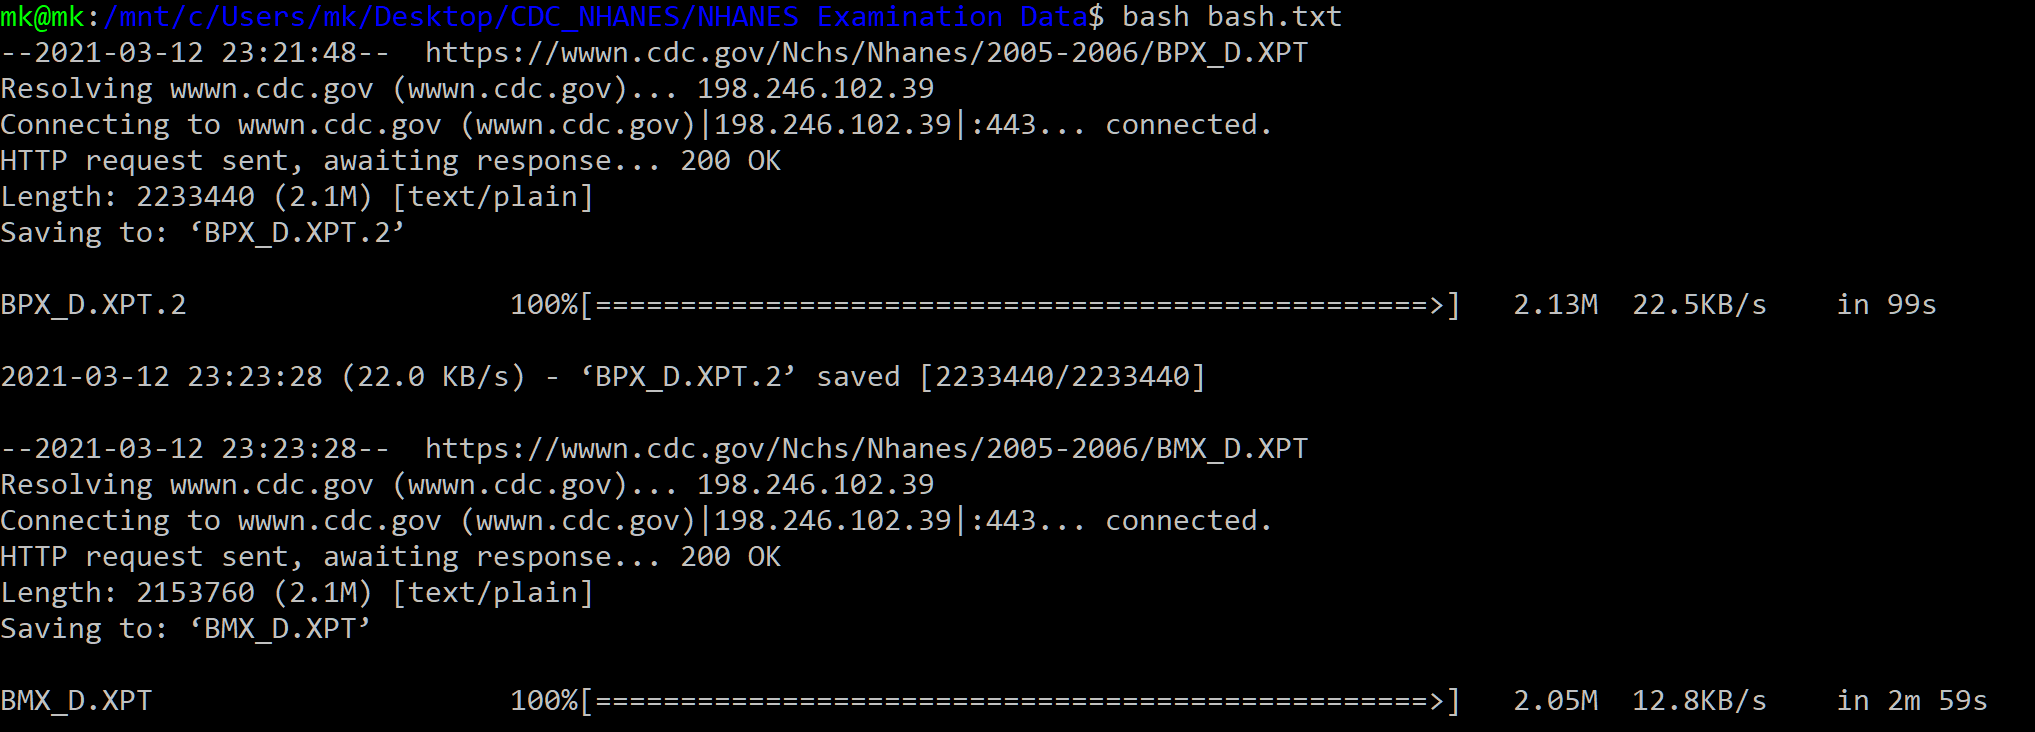 mk@mk:/mnt/c/Users/mk/Desktop/CDC_NHANES/NHANES Examination Data$ bash bash.txt
--2021-03-12 23:21:48--  https://wwwn.cdc.gov/Nchs/Nhanes/2005-2006/BPX_D.XPT
Resolving wwwn.cdc.gov (wwwn.cdc.gov)... 198.246.102.39
Connecting to wwwn.cdc.gov (wwwn.cdc.gov)|198.246.102.39|:443... connected.
HTTP request sent, awaiting response... 200 OK
Length: 2233440 (2.1M) [text/plain]
Saving to: ‘BPX_D.XPT.2’
BPX_D.XPT.2                   100%[=================================================>]   2.13M  22.5KB/s    in 99s
2021-03-12 23:23:28 (22.0 KB/s) - ‘BPX_D.XPT.2’ saved [2233440/2233440]
--2021-03-12 23:23:28--  https://wwwn.cdc.gov/Nchs/Nhanes/2005-2006/BMX_D.XPT
Resolving wwwn.cdc.gov (wwwn.cdc.gov)... 198.246.102.39
Connecting to wwwn.cdc.gov (wwwn.cdc.gov)|198.246.102.39|:443... connected.
HTTP request sent, awaiting response... 200 OK
Length: 2153760 (2.1M) [text/plain]
Saving to: ‘BMX_D.XPT’
BMX_D.XPT                     100%[=================================================>]   2.05M  12.8KB/s    in 2m 59s